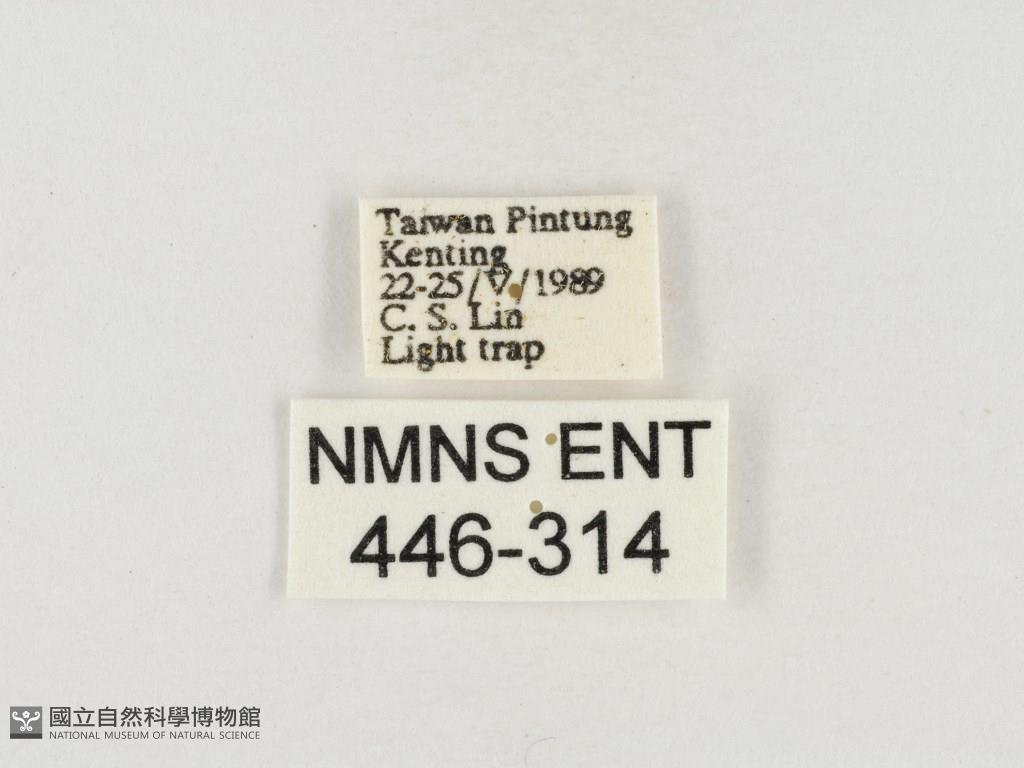 Taiwan Pintung
Kenting
22-25/V/1989
C. S. Lin
Light trap
NMNS ENT
446-314
國立自然科學博物館
NATIONAL MUSEUM OF NATURAL SCIENCE